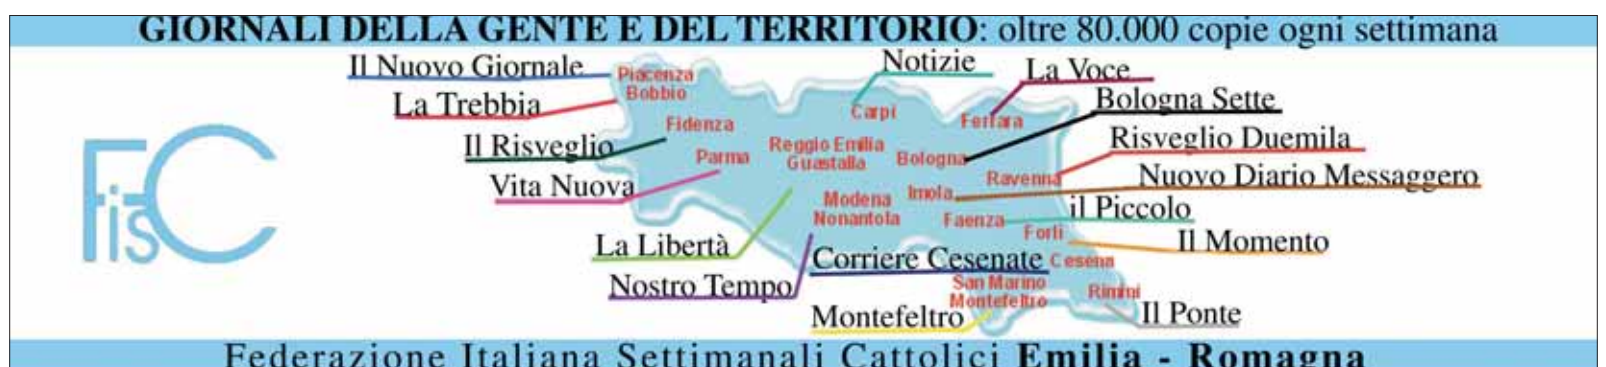 GIORNALI DELLA GENTE E DEL TERRITORIO: oltre 80.000 copie ogni settimana
Il Nuovo Giornale
Piacenza
Bobbio
Notizie
La Voce
La Trebbia
Carpi
Ferrara
Bologna Sette
Fidenza
Il Risveglio
Parma
Reggio Emilia
Guastalla
Bologna
Risveglio Duemila
Vita Nuova
Ravenna
Nuovo Diario Messaggero
Modena
Nonantola
Imola
Faenza
il Piccolo
Forlì
Il Momento
La Libertà
Nostro Tempo
Corriere Cesenate
Cesena
San Marino
Montefeltro
Rimini
Montefeltro
Il Ponte
FisC
Federazione Italiana Settimanali Cattolici Emilia - Romagna